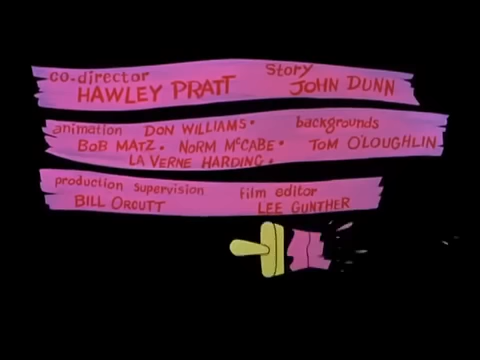 co-director story
HAWLEY PRATT JOHN DUNN
animation DON WILLIAMS • backgrounds
BOB MATZ • NORM McCABE • TOM O'LOUGHLIN
LA VERNE HARDING •
production supervision film editor
BILL ORCUTT LEE GUNTHER